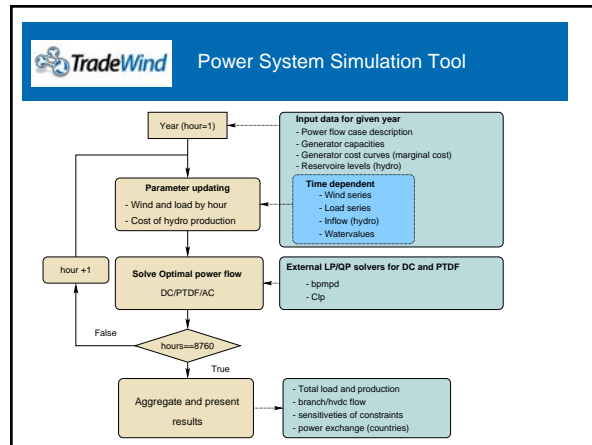 TradeWind
Power System Simulation Tool
Year (hour=1)
Input data for given year
- Power flow case description
- Generator capacities
- Generator cost curves (marginal cost)
- Reservoire levels (hydro)
Time dependent
- Wind series
- Load series
- Inflow (hydro)
- Watervalues
Parameter updating
- Wind and load by hour
- Cost of hydro production
hour +1
Solve Optimal power flow
DC/PTDF/AC
External LP/QP solvers for DC and PTDF
- bpmpd
- Clp
False
hours==8760
True
Aggregate and present
results
- Total load and production
- branch/hvdc flow
- sensitiveties of constraints
- power exchange (countries)